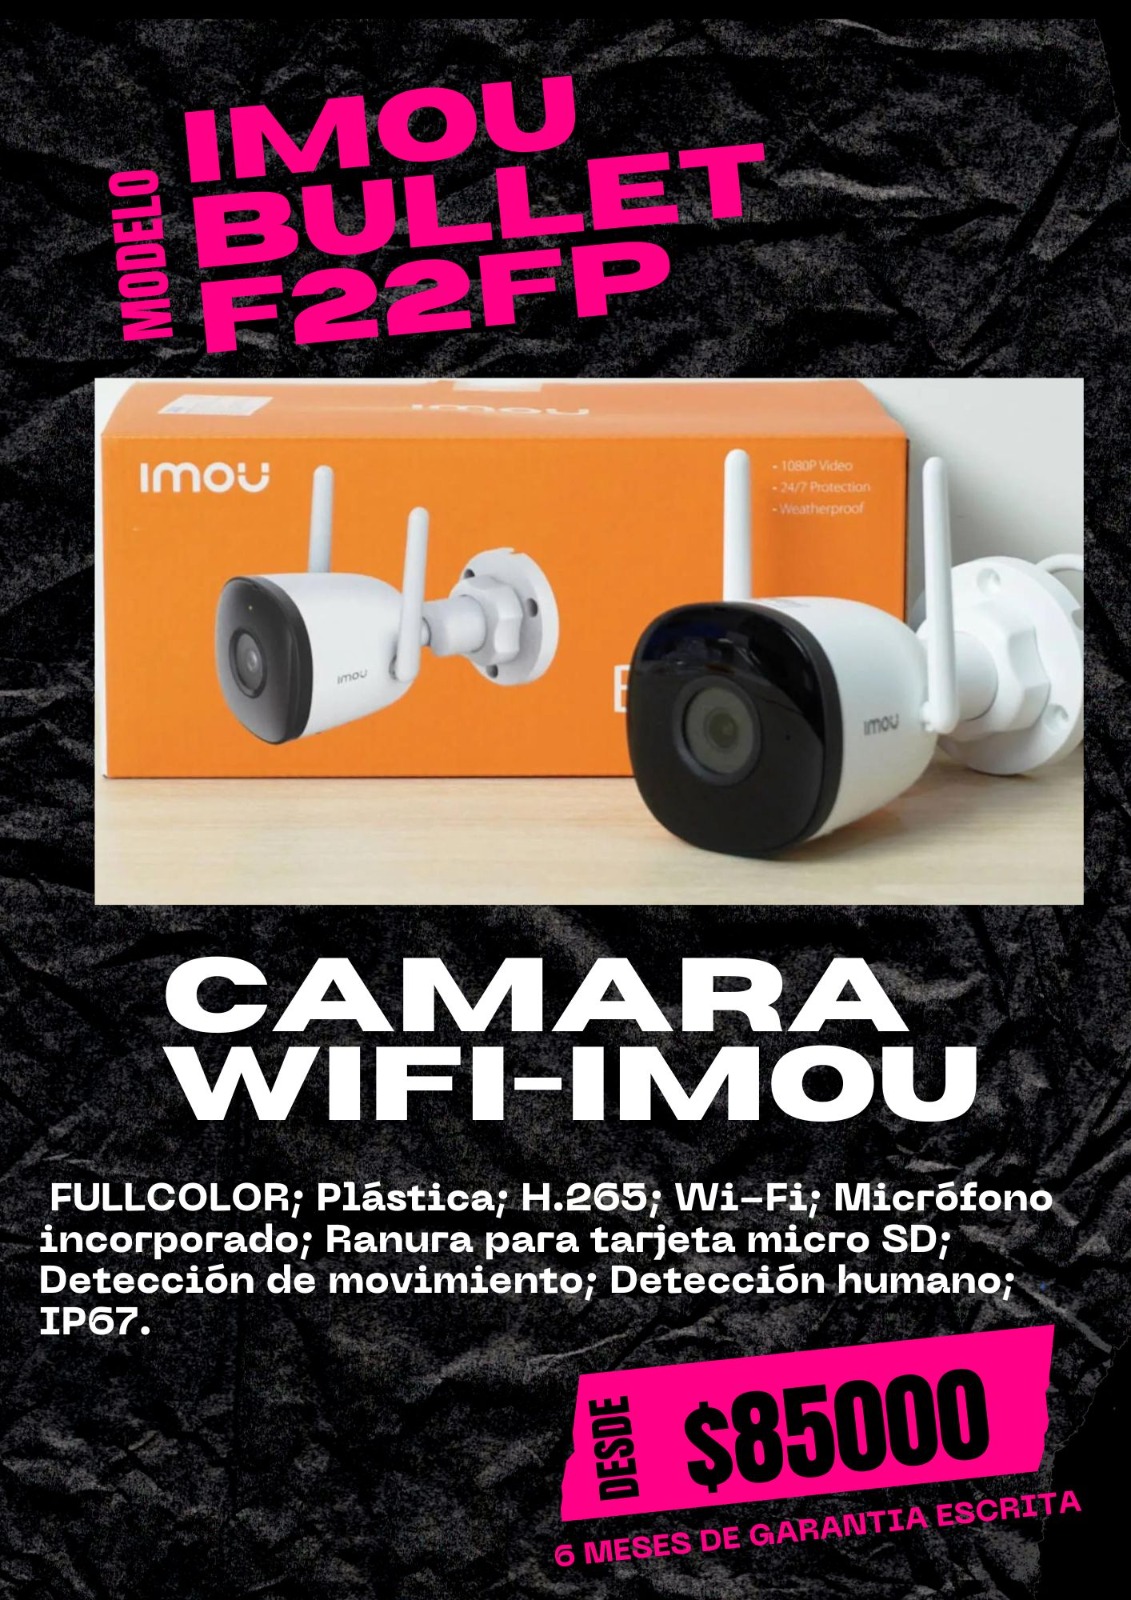 MODELO
IMOU
BULLET
F22FP
imou
imou
- 1080P Video
- 24/7 Protection
- Weatherproof
imou
imou
CAMARA
WIFI-IMOU
FULLCOLOR; Plástica; H.265; Wi-Fi; Micrófono
incorporado; Ranura para tarjeta micro SD;
Detección de movimiento; Detección humano;
IP67.
DESDE
$85000
6 MESES DE GARANTIA ESCRITA